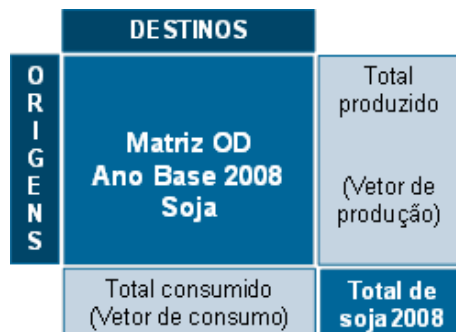 DESTINOS
ORIGENS
Total
produzido
Matriz OD
Ano Base 2008
Soja
(Vetor de
produção)
Total consumido
(Vetor de consumo)
Total de
soja 2008